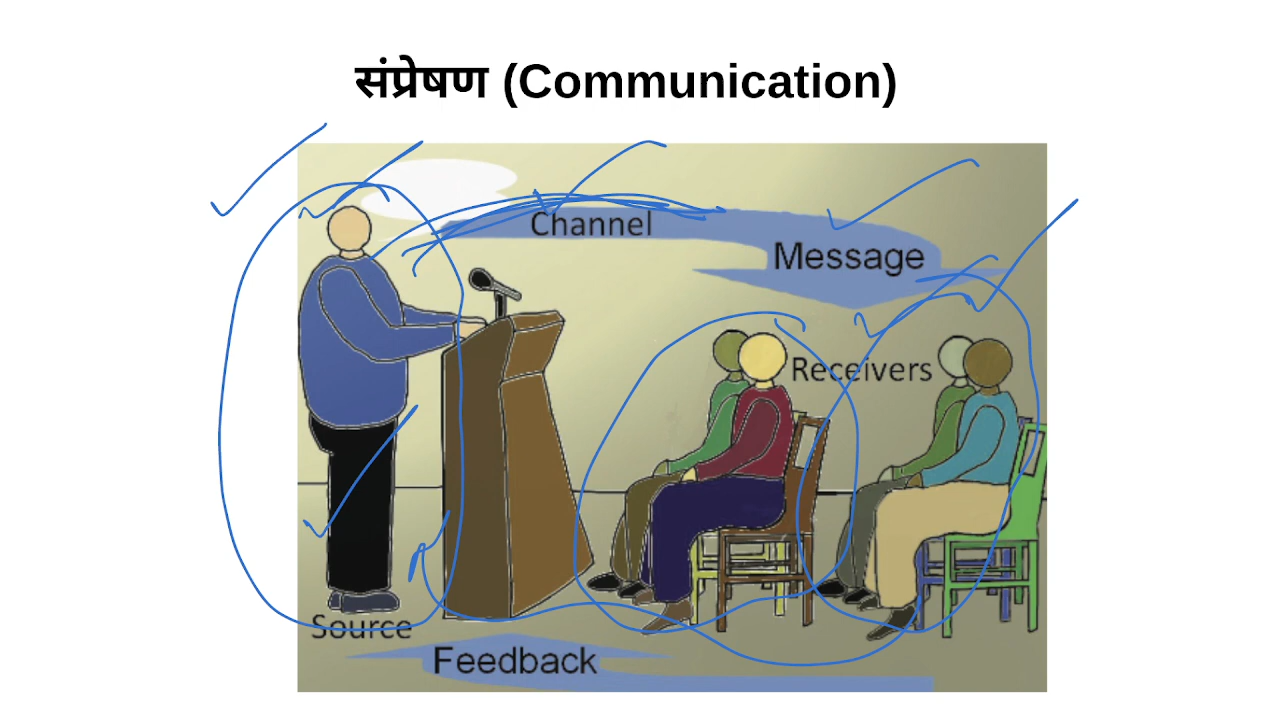 संप्रेषण (Communication)
Channel
Message
Receivers
Source
Feedback